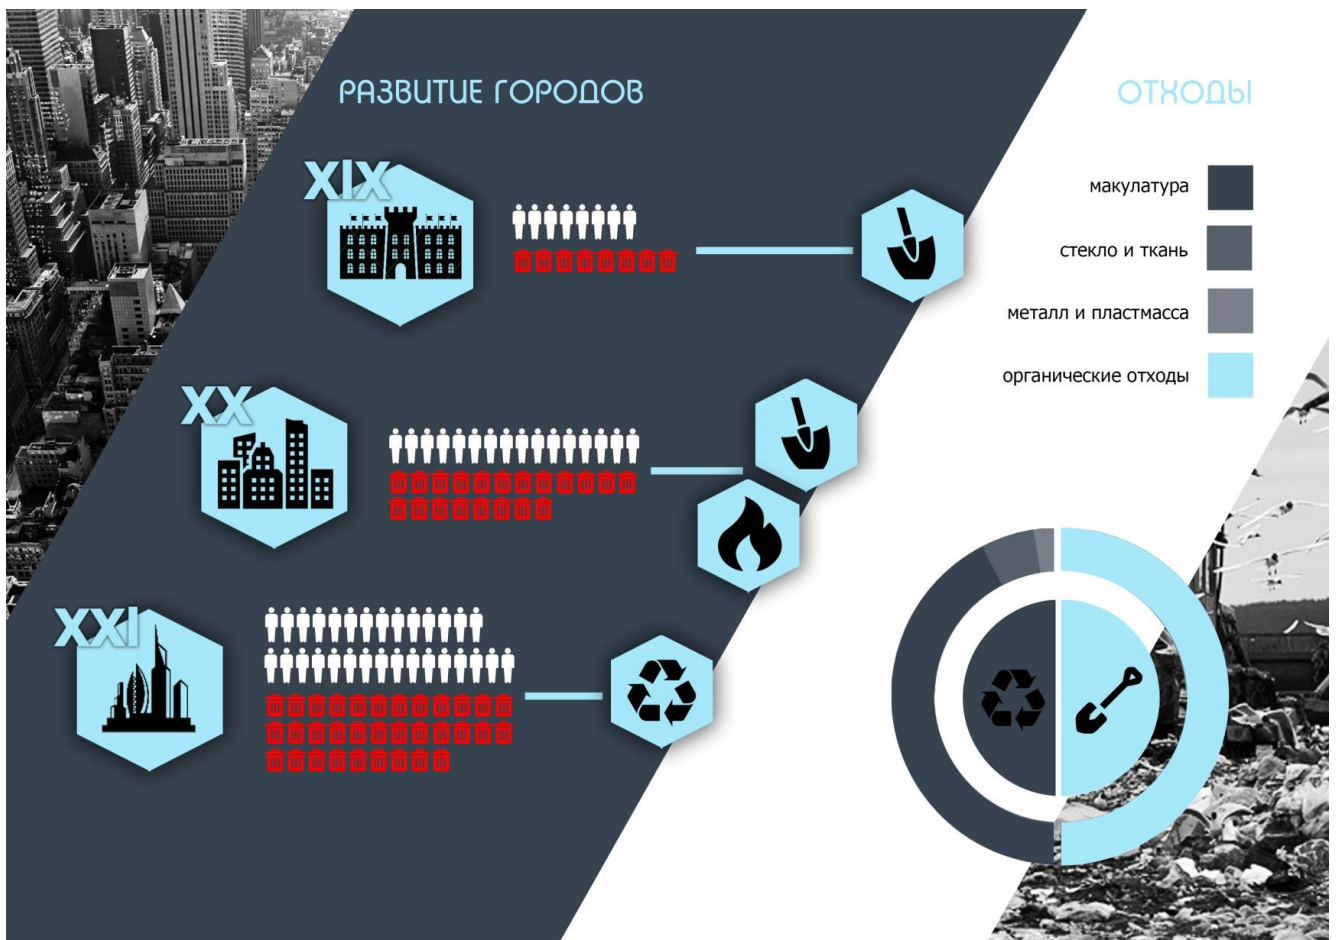 РАЗВИТИЕ ГОРОДОВ
ОТХОДЫ
XIX
макулатура
стекло и ткань
металл и пластмасса
органические отходы
XX
XXI